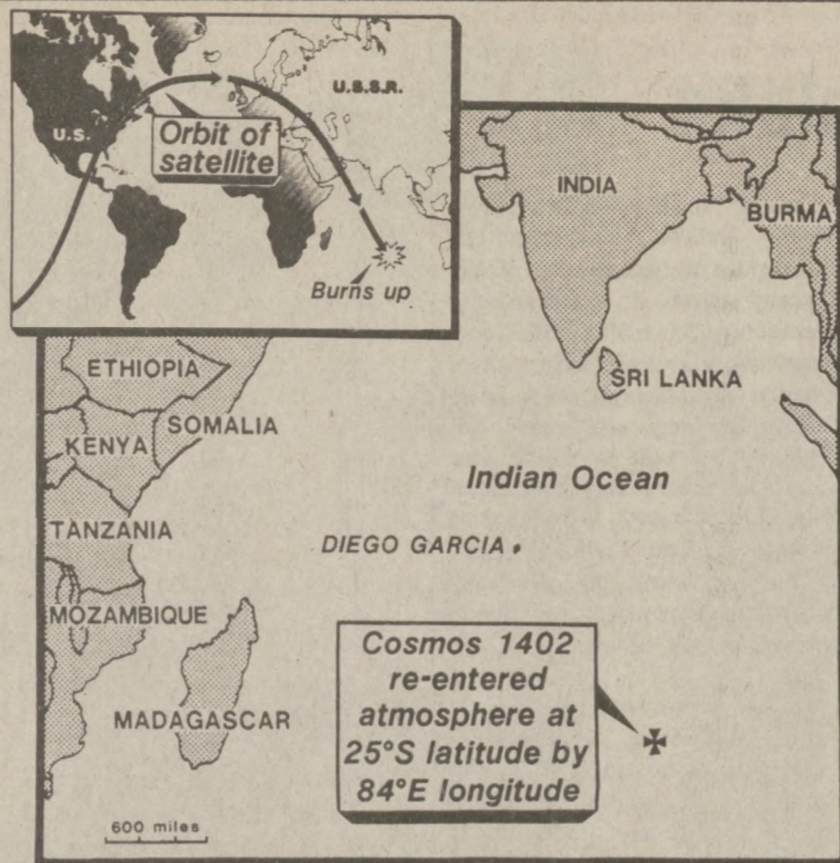 U.S.
U.S.S.R.
Orbit of
satellite
Burns up
INDIA
BURMA
ETHIOPIA
SRI LANKA
SOMALIA
KENYA
Indian Ocean
TANZANIA
DIEGO GARCIA
MOZAMBIQUE
Cosmos 1402
re-entered
atmosphere at
25°S latitude by
84°E longitude
MADAGASCAR
600 miles